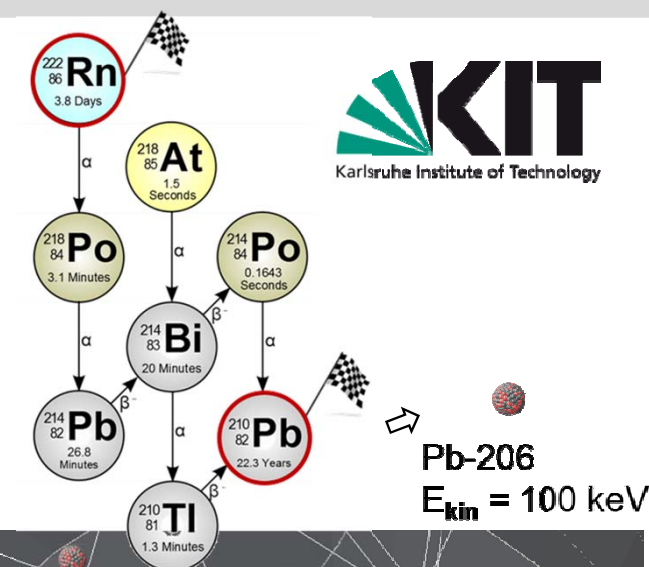 222
86 Rn
3.8 Days
KIT
Karlsruhe Institute of Technology
α
218
85 At
1.5
Seconds
218
84 Po
3.1 Minutes
α
214
84 Po
0.1643
Seconds
β-
214
83 Bi
20 Minutes
α
α
β-
214
82 Pb
26.8
Minutes
α
210
82 Pb
22.3 Years
β-
210
81 Tl
1.3 Minutes
Pb-206
Ekin = 100 keV